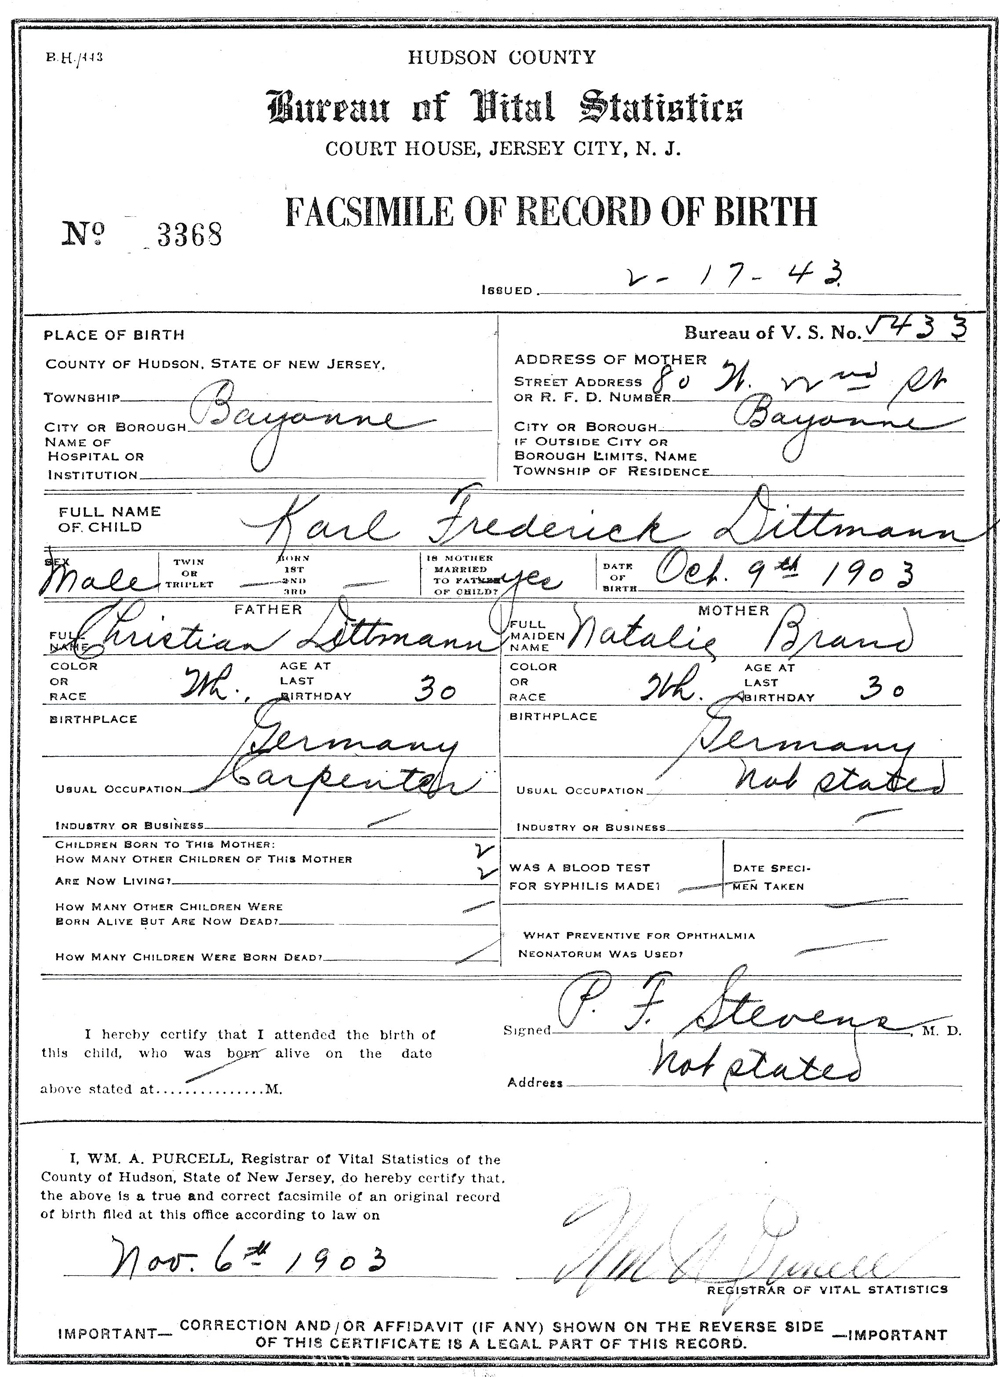 B.H./113
HUDSON COUNTY
Bureau of Vital Statistics
COURT HOUSE, JERSEY CITY, N. J.
FACSIMILE OF RECORD OF BIRTH
No 3368
ISSUED 2-17-43
PLACE OF BIRTH
COUNTY OF HUDSON, STATE OF NEW JERSEY.
TOWNSHIP
CITY OR BOROUGH Bayonne
NAME OF
HOSPITAL OR
INSTITUTION
Bureau of V. S. No. 5433
ADDRESS OF MOTHER
STREET ADDRESS 80 W. 22nd St
OR R. F. D. NUMBER
CITY OR BOROUGH Bayonne
IF OUTSIDE CITY OR
BOROUGH LIMITS, NAME
TOWNSHIP OF RESIDENCE
FULL NAME
OF CHILD Karl Frederick Dittmann
SEX Male
TWIN
OR
TRIPLET —
BORN
1ST
2ND
3RD —
IS MOTHER
MARRIED
TO FATHER
OF CHILD? yes
DATE
OF
BIRTH Oct. 9th 1903
FATHER
FULL
NAME Christian Dittmann
COLOR
OR
RACE Wh.
AGE AT
LAST
BIRTHDAY 30
BIRTHPLACE
Germany
USUAL OCCUPATION Carpenter
INDUSTRY OR BUSINESS —
MOTHER
FULL
MAIDEN
NAME Natalie Brand
COLOR
OR
RACE Wh.
AGE AT
LAST
BIRTHDAY 30
BIRTHPLACE
Germany
USUAL OCCUPATION Not stated
INDUSTRY OR BUSINESS —
CHILDREN BORN TO THIS MOTHER: 2
HOW MANY OTHER CHILDREN OF THIS MOTHER
ARE NOW LIVING? 2
HOW MANY OTHER CHILDREN WERE
BORN ALIVE BUT ARE NOW DEAD? —
HOW MANY CHILDREN WERE BORN DEAD? —
WAS A BLOOD TEST
FOR SYPHILIS MADE? —
DATE SPECI-
MEN TAKEN —
WHAT PREVENTIVE FOR OPHTHALMIA
NEONATORUM WAS USED? —
I hereby certify that I attended the birth of
this child, who was born alive on the date
above stated at...............M.
Signed P. F. Stevens, M. D.
Address Not stated
I, WM. A. PURCELL, Registrar of Vital Statistics of the
County of Hudson, State of New Jersey, do hereby certify that,
the above is a true and correct facsimile of an original record
of birth filed at this office according to law on
Nov. 6th 1903
Wm A Purcell
REGISTRAR OF VITAL STATISTICS
IMPORTANT— CORRECTION AND/OR AFFIDAVIT (IF ANY) SHOWN ON THE REVERSE SIDE —IMPORTANT
OF THIS CERTIFICATE IS A LEGAL PART OF THIS RECORD.